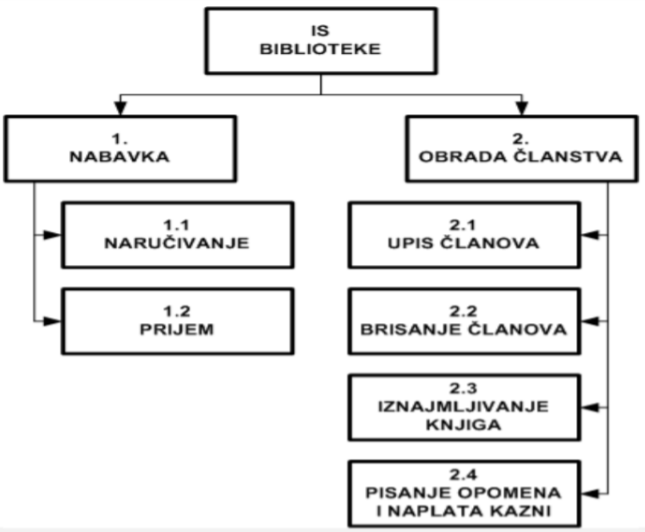 IS
BIBLIOTEKE
1.
NABAVKA
2.
OBRADA ČLANSTVA
1.1
NARUČIVANJE
2.1
UPIS ČLANOVA
1.2
PRIJEM
2.2
BRISANJE ČLANOVA
2.3
IZNAJMLJIVANJE
KNJIGA
2.4
PISANJE OPOMENA
I NAPLATA KAZNI